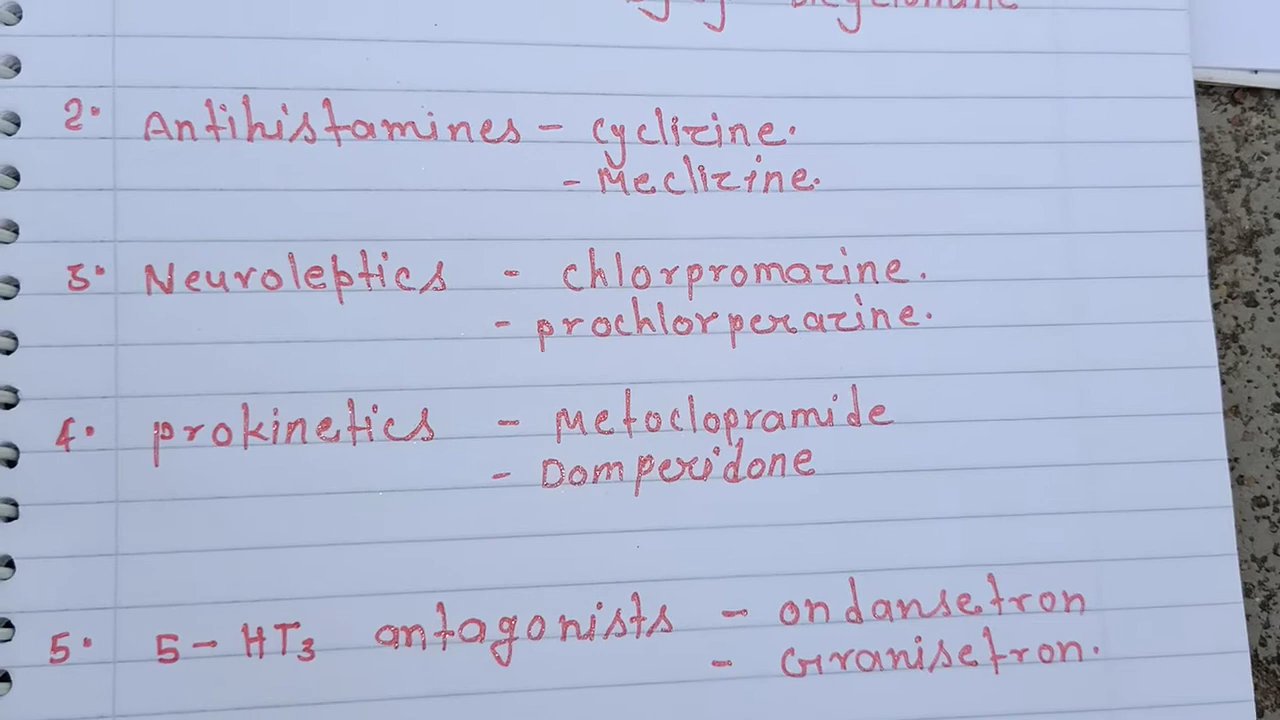 2. Antihistamines - cyclizine.
- Meclizine.
3. Neuroleptics - chlorpromazine.
- prochlorperazine.
4. prokinetics - Metoclopramide
- Domperidone
5. 5-HT3 antagonists - ondansetron
- Granisetron.